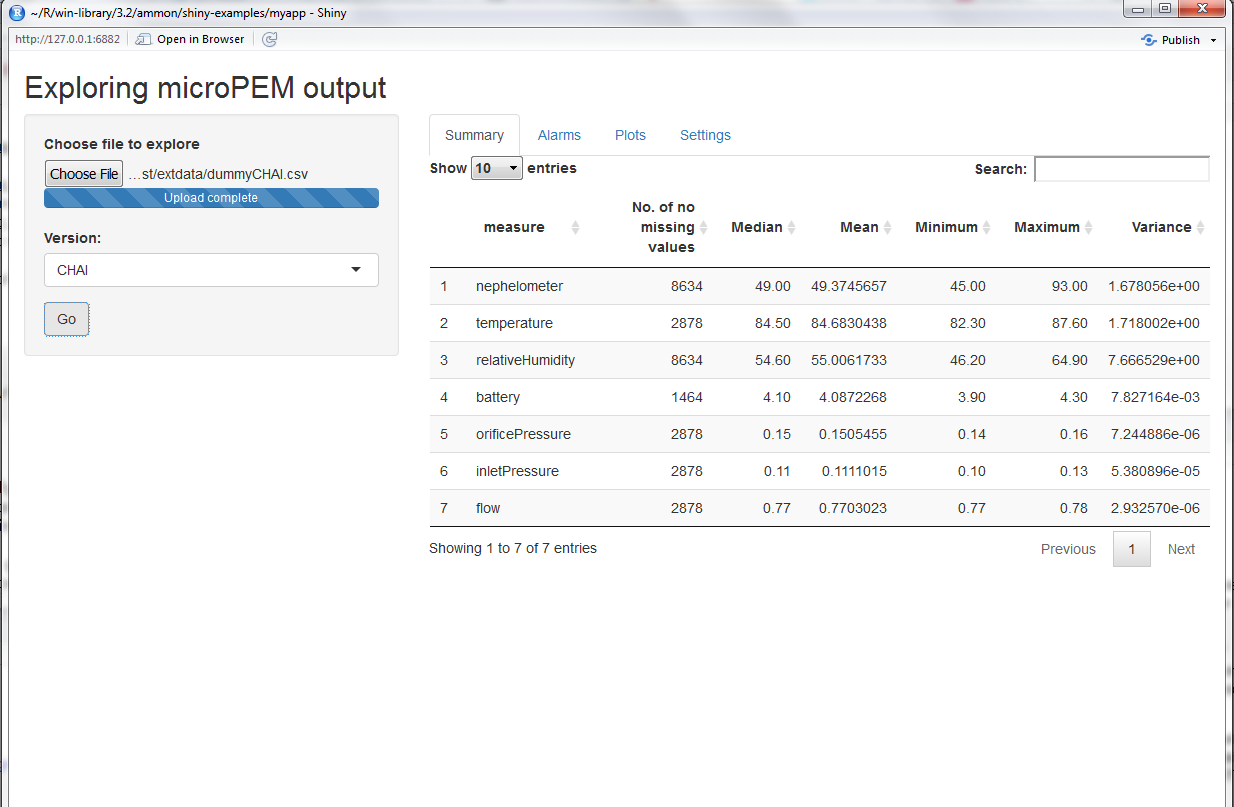 ~/R/win-library/3.2/ammon/shiny-examples/myapp - Shiny
http://127.0.0.1:6882 Open in Browser Publish
Exploring microPEM output
Choose file to explore
Choose File ...st/extdata/dummyCHAI.csv
Upload complete
Version:
CHAI
Go
Summary Alarms Plots Settings
Show 10 entries Search:
measure No. of no missing values Median Mean Minimum Maximum Variance
1 nephelometer 8634 49.00 49.3745657 45.00 93.00 1.678056e+00
2 temperature 2878 84.50 84.6830438 82.30 87.60 1.718002e+00
3 relativeHumidity 8634 54.60 55.0061733 46.20 64.90 7.666529e+00
4 battery 1464 4.10 4.0872268 3.90 4.30 7.827164e-03
5 orificePressure 2878 0.15 0.1505455 0.14 0.16 7.244886e-06
6 inletPressure 2878 0.11 0.1111015 0.10 0.13 5.380896e-05
7 flow 2878 0.77 0.7703023 0.77 0.78 2.932570e-06
Showing 1 to 7 of 7 entries Previous 1 Next